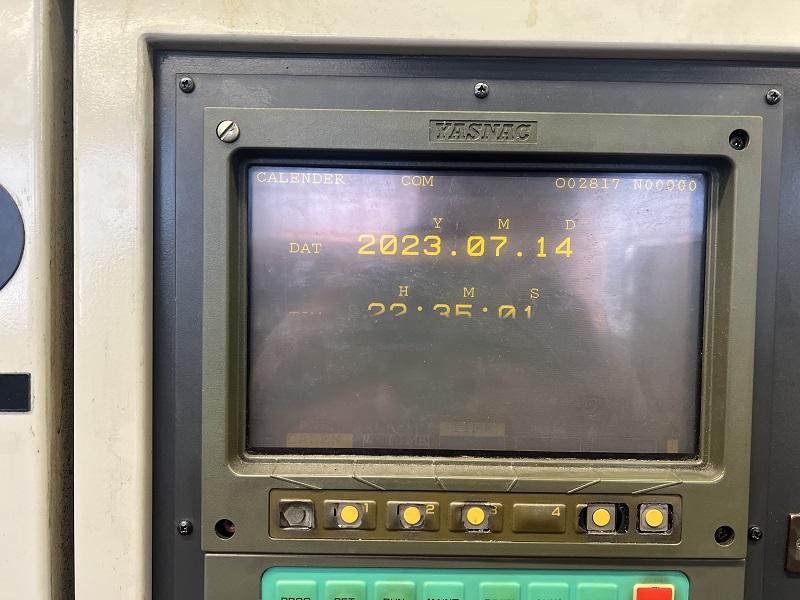 YASNAC
CALENDER COM O02817 N00000
Y M D
DAT 2023.07.14
H M S
22:35:01
1 2 3 4